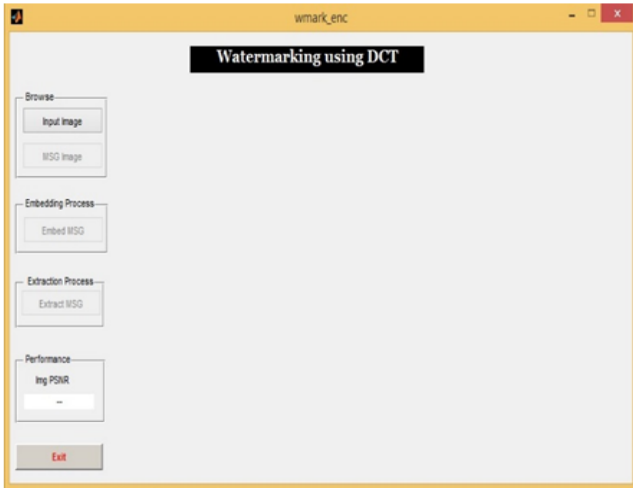 wmark_enc
Watermarking using DCT
Browse
Input Image
MSG Image
Embedding Process
Embed MSG
Extraction Process
Extract MSG
Performance
Img PSNR
--
Exit